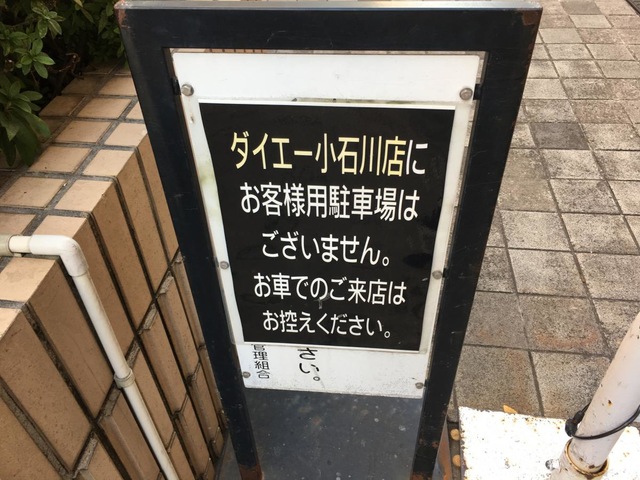 ダイエー小石川店に
お客様用駐車場は
ございません。
お車でのご来店は
お控えください。
さい。
管理組合